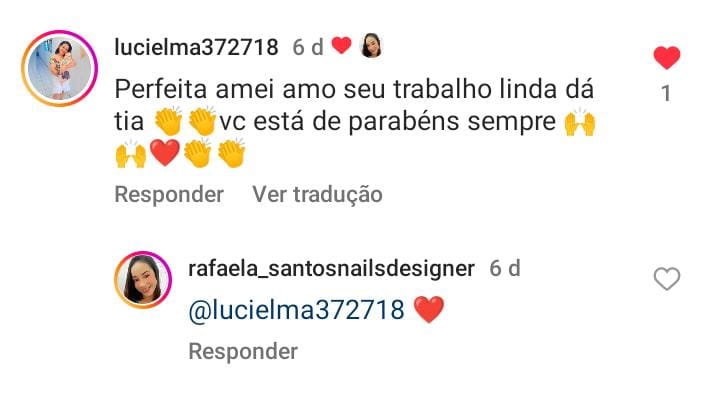 lucielma372718 6 d ❤️
Perfeita amei amo seu trabalho linda dá
tia 👏👏vc está de parabéns sempre 🙌
🙌❤️👏👏
1
Responder Ver tradução
rafaela_santosnailsdesigner 6 d
@lucielma372718 ❤️
Responder